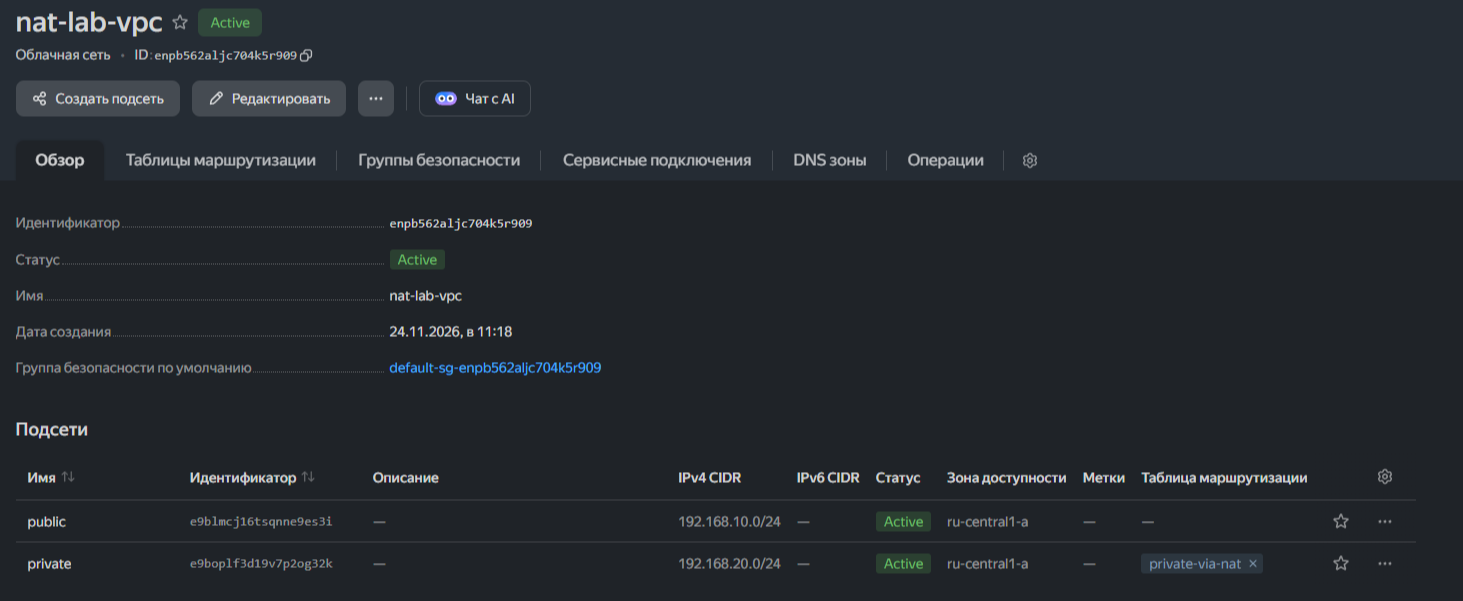 nat-lab-vpc Active
Облачная сеть • ID: enpb562aljc704k5r909
Создать подсеть Редактировать ... Чат с AI
Обзор Таблицы маршрутизации Группы безопасности Сервисные подключения DNS зоны Операции
Идентификатор enpb562aljc704k5r909
Статус Active
Имя nat-lab-vpc
Дата создания 24.11.2026, в 11:18
Группа безопасности по умолчанию default-sg-enpb562aljc704k5r909
Подсети
Имя Идентификатор Описание IPv4 CIDR IPv6 CIDR Статус Зона доступности Метки Таблица маршрутизации
public e9blmcj16tsqnne9es3i — 192.168.10.0/24 — Active ru-central1-a — —
private e9boplf3d19v7p2og32k — 192.168.20.0/24 — Active ru-central1-a — private-via-nat ×